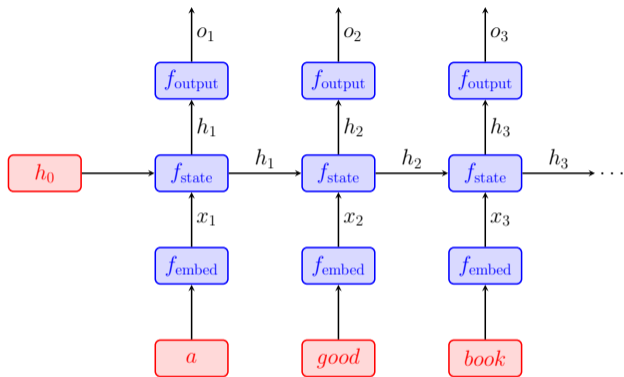 o₁ o₂ o₃
f_output f_output f_output
h₁ h₂ h₃
h₀ f_state h₁ f_state h₂ f_state h₃ ···
x₁ x₂ x₃
f_embed f_embed f_embed
a good book